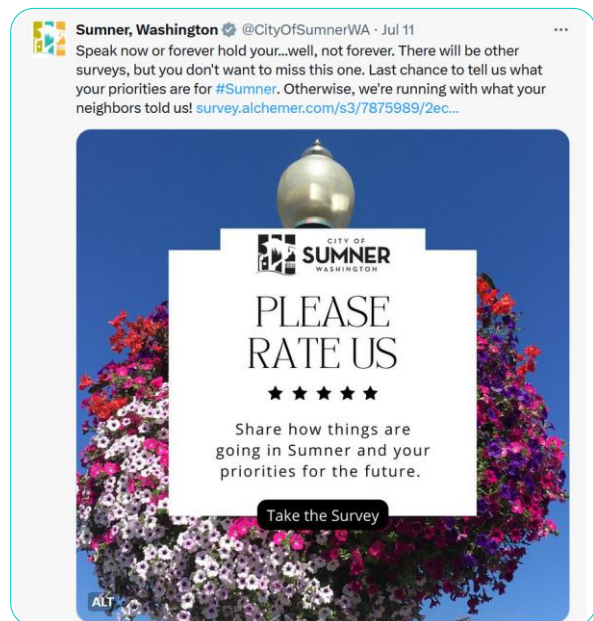 Sumner, Washington @CityOfSumnerWA · Jul 11
Speak now or forever hold your...well, not forever. There will be other
surveys, but you don't want to miss this one. Last chance to tell us what
your priorities are for #Sumner. Otherwise, we're running with what your
neighbors told us! survey.alchemer.com/s3/7875989/2ec...
CITY OF
SUMNER
WASHINGTON
PLEASE
RATE US
Share how things are
going in Sumner and your
priorities for the future.
Take the Survey
ALT